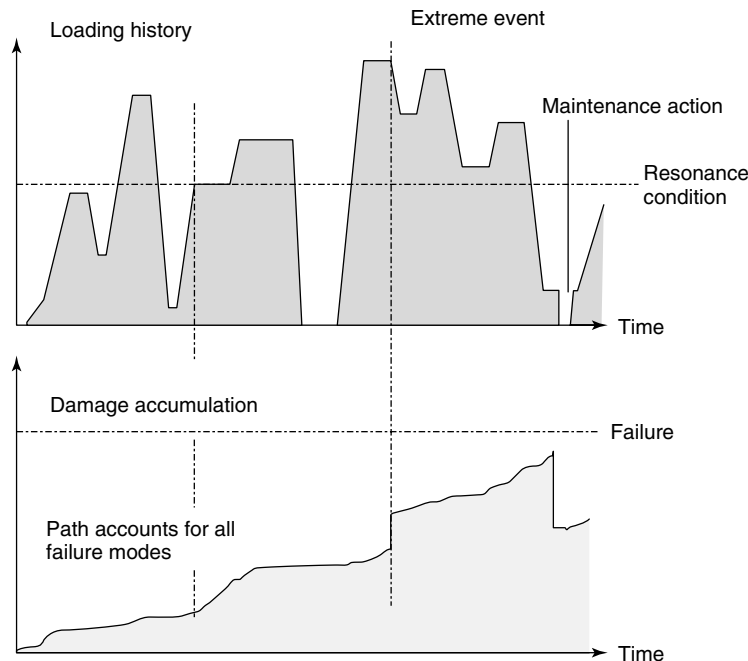 Loading history
Extreme event
Maintenance action
Resonance
condition
Time
Damage accumulation
Failure
Path accounts for all
failure modes
Time